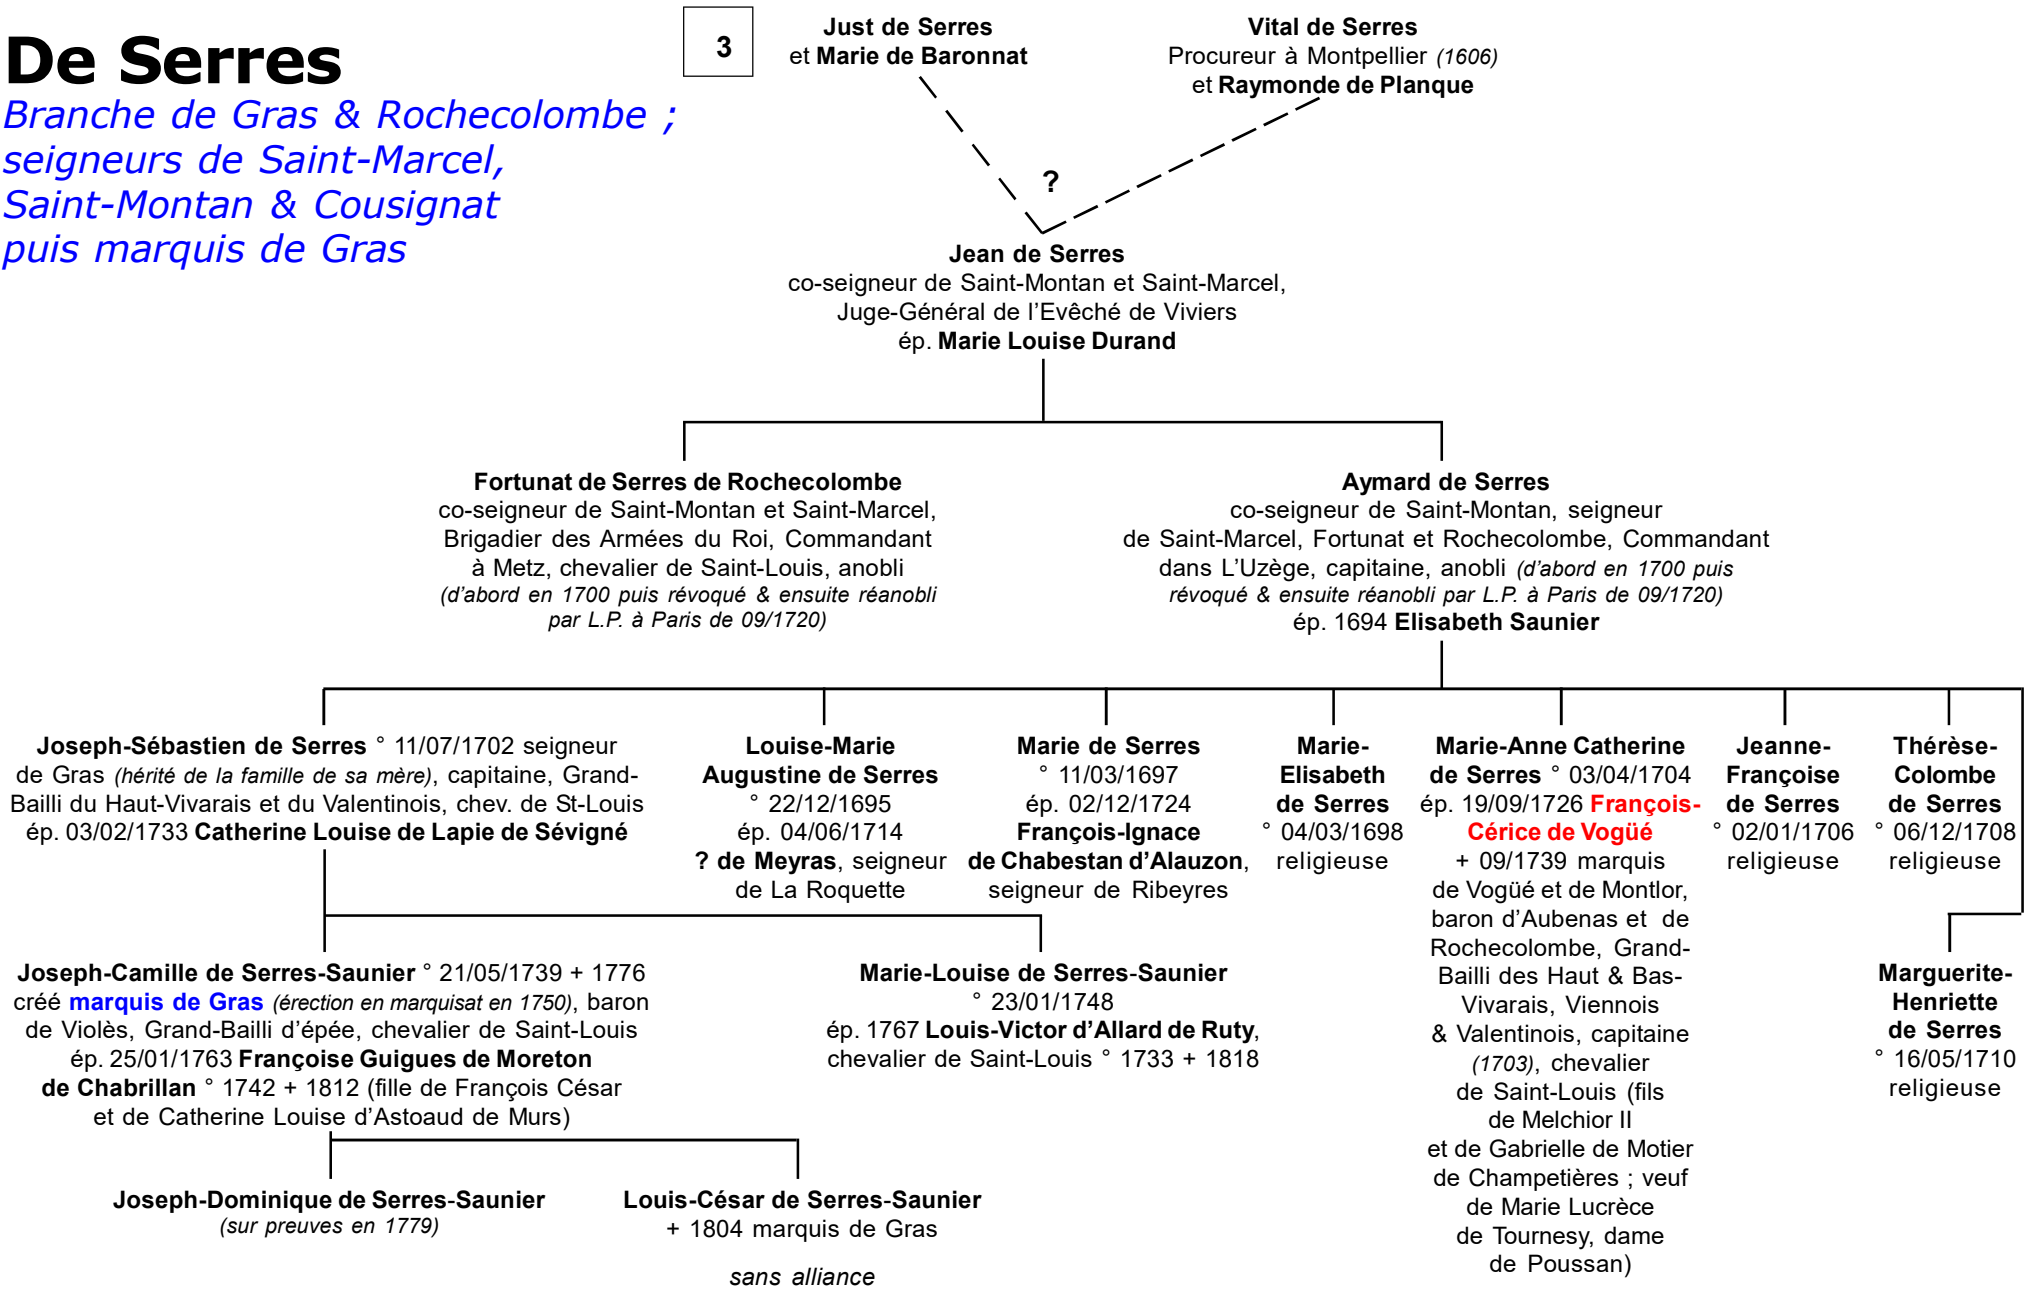 De Serres
Branche de Gras & Rochecolombe ;
seigneurs de Saint-Marcel,
Saint-Montan & Cousignat
puis marquis de Gras
3
Just de Serres
et Marie de Baronnat
Vital de Serres
Procureur à Montpellier (1606)
et Raymonde de Planque
?
Jean de Serres
co-seigneur de Saint-Montan et Saint-Marcel,
Juge-Général de l'Evêché de Viviers
ép. Marie Louise Durand
Fortunat de Serres de Rochecolombe
co-seigneur de Saint-Montan et Saint-Marcel,
Brigadier des Armées du Roi, Commandant
à Metz, chevalier de Saint-Louis, anobli
(d'abord en 1700 puis révoqué & ensuite réanobli
par L.P. à Paris de 09/1720)
Aymard de Serres
co-seigneur de Saint-Montan, seigneur
de Saint-Marcel, Fortunat et Rochecolombe, Commandant
dans L'Uzège, capitaine, anobli (d'abord en 1700 puis
révoqué & ensuite réanobli par L.P. à Paris de 09/1720)
ép. 1694 Elisabeth Saunier
Joseph-Sébastien de Serres ° 11/07/1702 seigneur
de Gras (hérité de la famille de sa mère), capitaine, Grand-
Bailli du Haut-Vivarais et du Valentinois, chev. de St-Louis
ép. 03/02/1733 Catherine Louise de Lapie de Sévigné
Louise-Marie
Augustine de Serres
° 22/12/1695
ép. 04/06/1714
? de Meyras, seigneur
de La Roquette
Marie de Serres
° 11/03/1697
ép. 02/12/1724
François-Ignace
de Chabestan d'Alauzon,
seigneur de Ribeyres
Marie-
Elisabeth
de Serres
° 04/03/1698
religieuse
Marie-Anne Catherine
de Serres ° 03/04/1704
ép. 19/09/1726 François-
Cérice de Vogüé
+ 09/1739 marquis
de Vogüé et de Montlor,
baron d'Aubenas et de
Rochecolombe, Grand-
Bailli des Haut & Bas-
Vivarais, Viennois
& Valentinois, capitaine
(1703), chevalier
de Saint-Louis (fils
de Melchior II
et de Gabrielle de Motier
de Champetières ; veuf
de Marie Lucrèce
de Tournesy, dame
de Poussan)
Jeanne-
Françoise
de Serres
° 02/01/1706
religieuse
Thérèse-
Colombe
de Serres
° 06/12/1708
religieuse
Marguerite-
Henriette
de Serres
° 16/05/1710
religieuse
Joseph-Camille de Serres-Saunier ° 21/05/1739 + 1776
créé marquis de Gras (érection en marquisat en 1750), baron
de Violès, Grand-Bailli d'épée, chevalier de Saint-Louis
ép. 25/01/1763 Françoise Guigues de Moreton
de Chabrillan ° 1742 + 1812 (fille de François César
et de Catherine Louise d'Astoaud de Murs)
Marie-Louise de Serres-Saunier
° 23/01/1748
ép. 1767 Louis-Victor d'Allard de Ruty,
chevalier de Saint-Louis ° 1733 + 1818
Joseph-Dominique de Serres-Saunier
(sur preuves en 1779)
Louis-César de Serres-Saunier
+ 1804 marquis de Gras
sans alliance